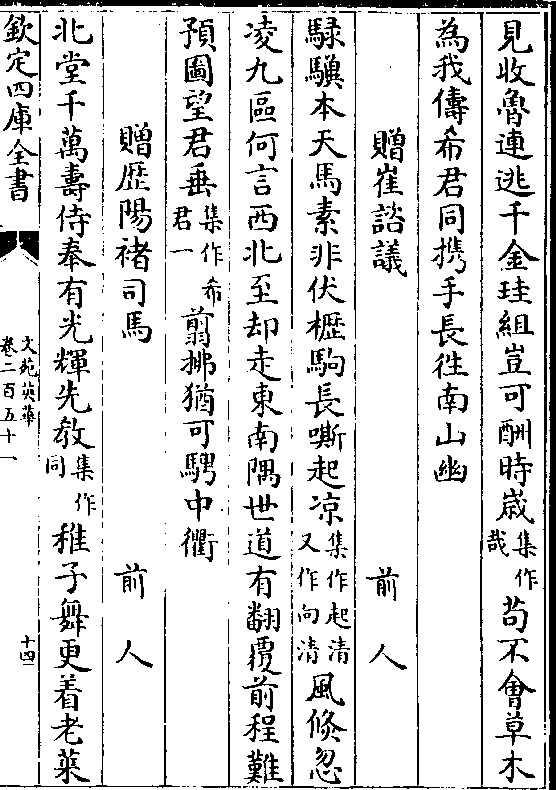 見收魯連逃千金珪組豈可酬時歳集作哉苟不會草木
為我儔希君同携手長徃南山幽
贈崔諮議
前人
騄驥本天馬素非伏櫪駒長嘶起凉集作起清又作向清風倐忽
凌九區何言西北至却走東南隅世道有翻覆前程難
預圖望君垂集作希君一翦拂猶可騁中衢
贈歴陽禇司馬
前人
北堂千萬壽侍奉有光輝先教集作同稚子舞更着老萊
欽定四庫全書
文苑英華
卷二百五十一
十四